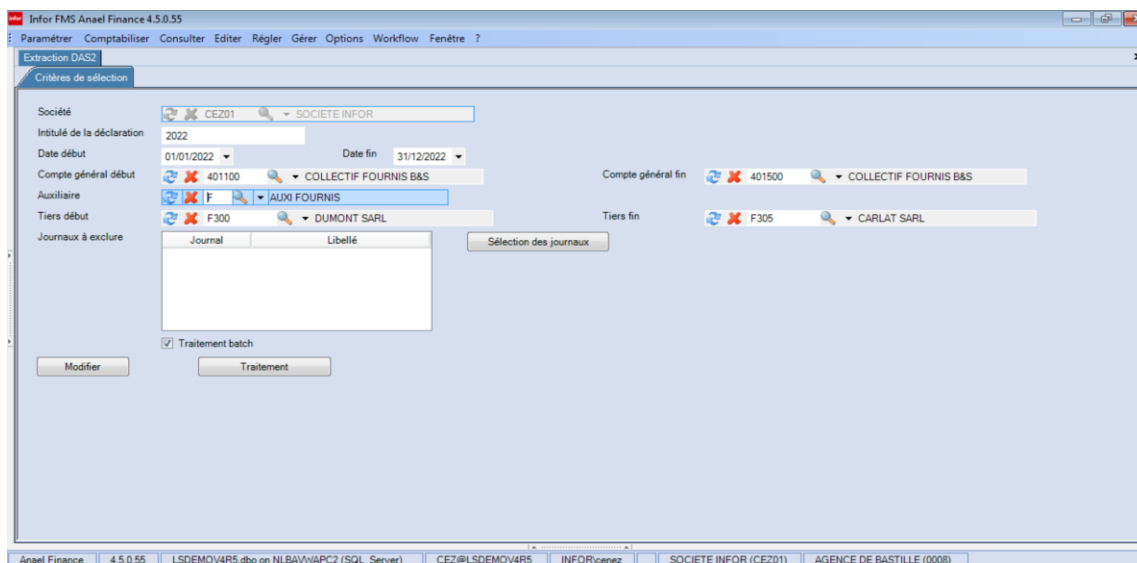 infor Infor FMS Anael Finance 4.5.0.55
Paramétrer Comptabiliser Consulter Editer Régler Gérer Options Workflow Fenêtre ?
Extraction DAS2
Critères de sélection
Société CEZ01 SOCIETE INFOR
Intitulé de la déclaration 2022
Date début 01/01/2022 Date fin 31/12/2022
Compte général début 401100 COLLECTIF FOURNIS B&S Compte général fin 401500 COLLECTIF FOURNIS B&S
Auxiliaire F AUXI FOURNIS
Tiers début F300 DUMONT SARL Tiers fin F305 CARLAT SARL
Journaux à exclure Journal Libellé Sélection des journaux
Traitement batch
Modifier Traitement
Anael Finance 4.5.0.55 LSDEMOV4R5.dbo on NLBAVWAPC2 (SQL_Server) CEZ@LSDEMOV4R5 INFOR\cenez SOCIETE INFOR (CEZ01) AGENCE DE BASTILLE (0008)